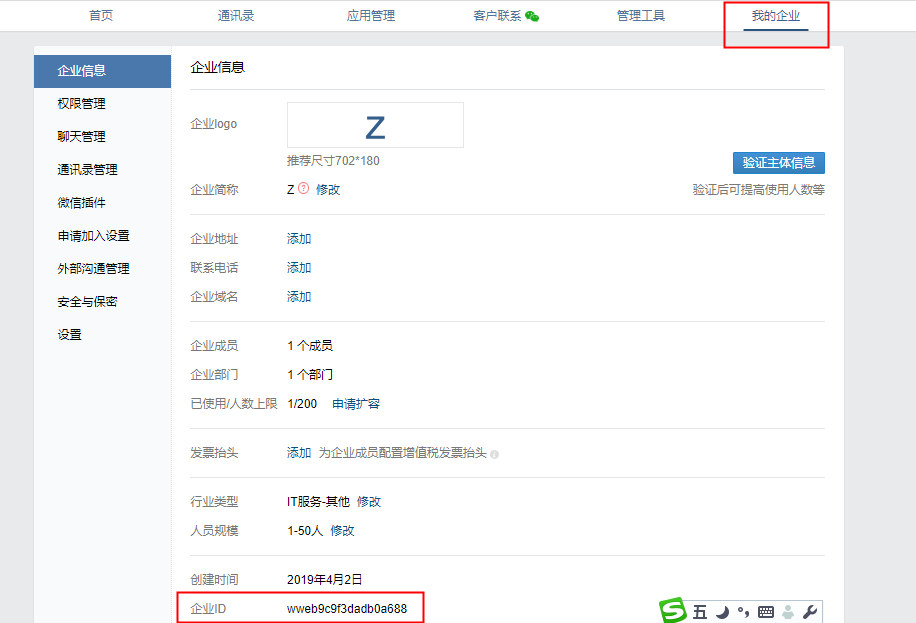 首页 通讯录 应用管理 客户联系 管理工具 我的企业
企业信息
权限管理
聊天管理
通讯录管理
微信插件
申请加入设置
外部沟通管理
安全与保密
设置
企业信息
企业logo
Z
推荐尺寸702*180
验证主体信息
企业简称 Z ? 修改
验证后可提高使用人数等
企业地址 添加
联系电话 添加
企业域名 添加
企业成员 1 个成员
企业部门 1 个部门
已使用/人数上限 1/200 申请扩容
发票抬头 添加 为企业成员配置增值税发票抬头
行业类型 IT服务-其他 修改
人员规模 1-50人 修改
创建时间 2019年4月2日
企业ID wweb9c9f3dadb0a688
S 五 °,